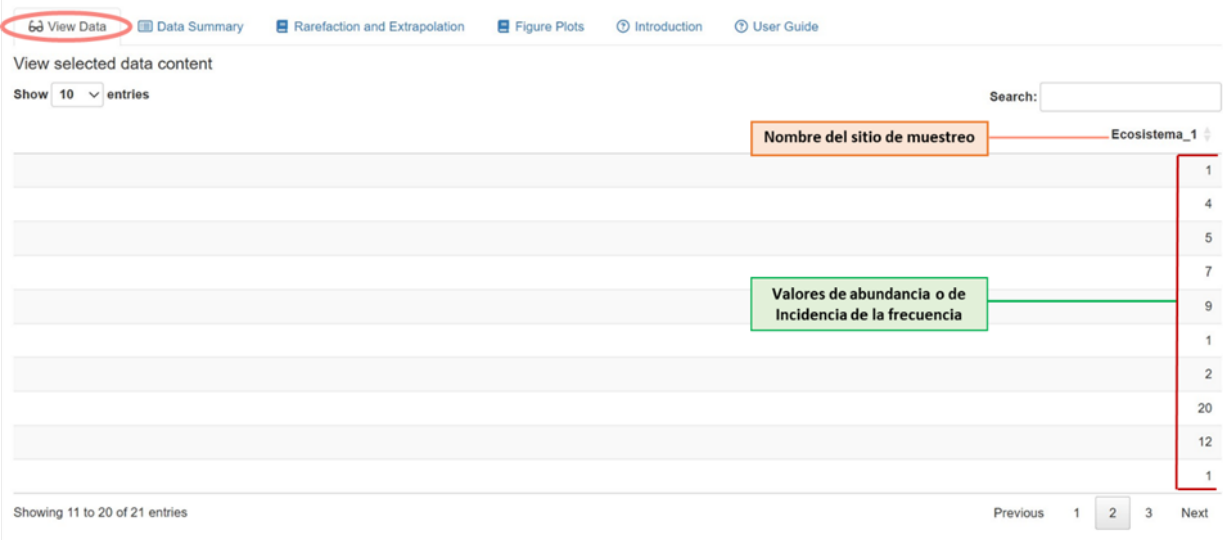 View Data Data Summary Rarefaction and Extrapolation Figure Plots Introduction User Guide
View selected data content
Show 10 entries
Search:
Nombre del sitio de muestreo
Ecosistema_1
1
4
5
7
Valores de abundancia o de
Incidencia de la frecuencia
9
1
2
20
12
1
Showing 11 to 20 of 21 entries
Previous 1 2 3 Next